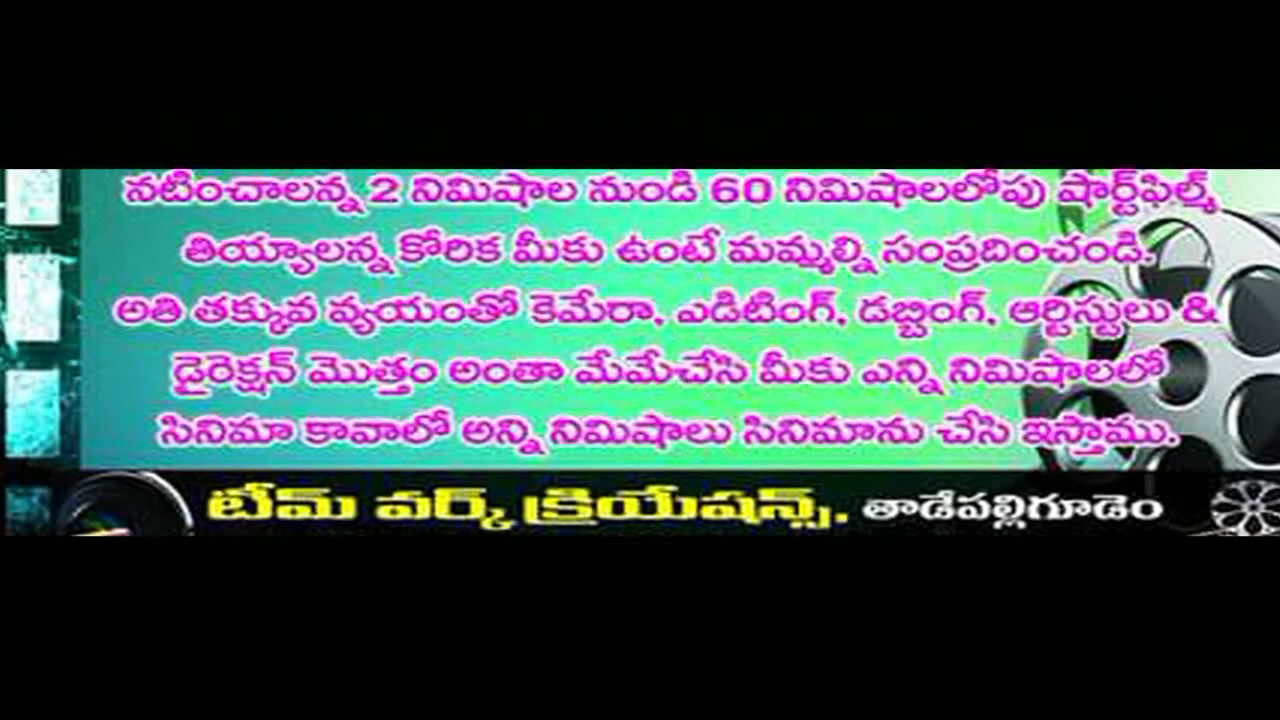 నటించాలన్న 2 నిమిషాల నుండి 60 నిమిషాలలోపు షార్ట్‌ఫిల్మ్
తియ్యాలన్న కోరిక మీకు ఉంటే మమ్మల్ని సంప్రదించండి.
అతి తక్కువ వ్యయంతో కెమేరా, ఎడిటింగ్, డబ్బింగ్, ఆర్టిస్టులు &
డైరెక్షన్ మొత్తం అంతా మేమేచేసి మీకు ఎన్ని నిమిషాలలో
సినిమా కావాలో అన్ని నిమిషాలు సినిమాను చేసి ఇస్తాము.
టీమ్ వర్క్ క్రియేషన్స్. తాడేపల్లిగూడెం